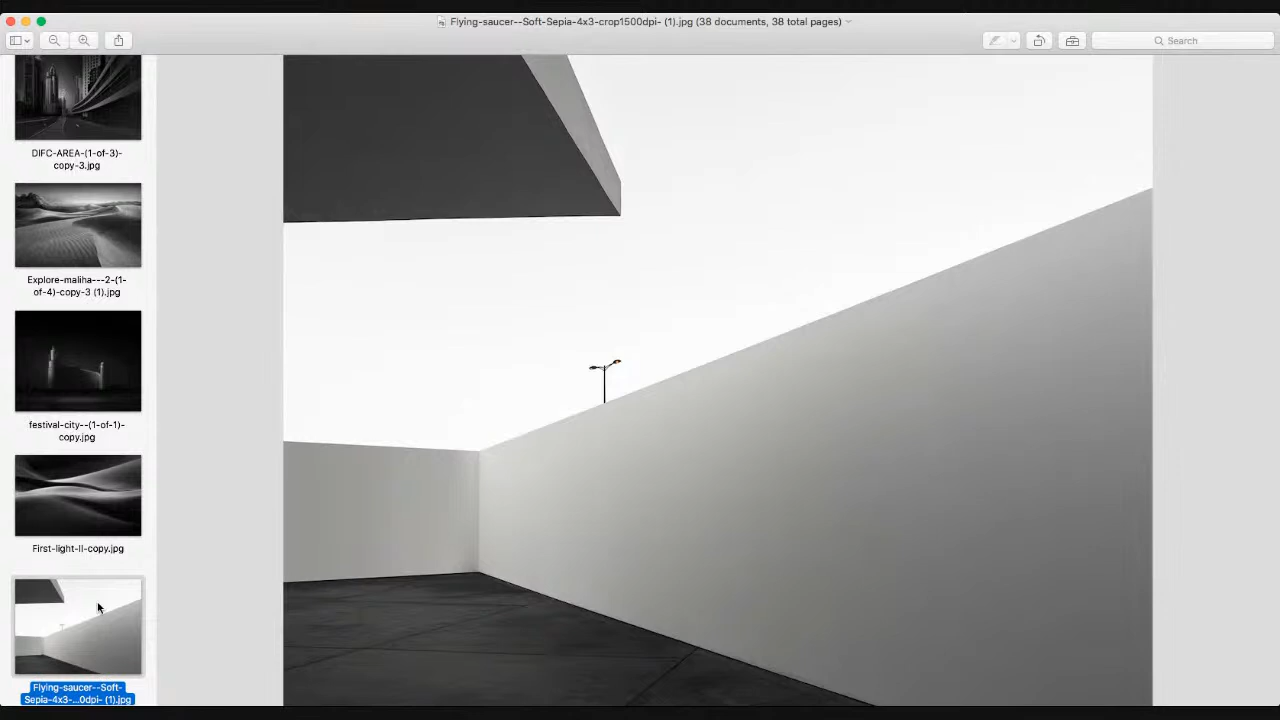 Flying-saucer--Soft-Sepia-4x3-crop1500dpi- (1).jpg (38 documents, 38 total pages)
Search
DIFC-AREA-(1-of-3)-
copy-3.jpg
Explore-maliha---2-(1-
of-4)-copy-3 (1).jpg
festival-city--(1-of-1)-
copy.jpg
First-light-II-copy.jpg
Flying-saucer--Soft-
Sepia-4x3-...0dpi- (1).jpg